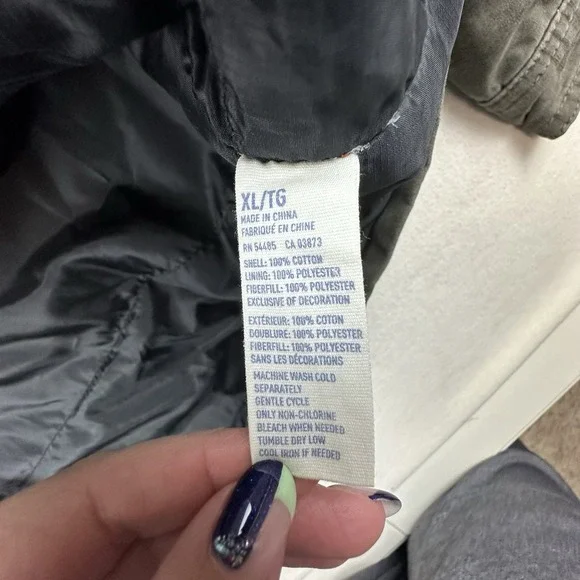 XL/TG
MADE IN CHINA
FABRIQUÉ EN CHINE
RN 54485 CA 03873
SHELL: 100% COTTON
LINING: 100% POLYESTER
FIBERFILL: 100% POLYESTER
EXCLUSIVE OF DECORATION
EXTÉRIEUR: 100% COTON
DOUBLURE: 100% POLYESTER
FIBERFILL: 100% POLYESTER
SANS LES DÉCORATIONS
MACHINE WASH COLD
SEPARATELY
GENTLE CYCLE
ONLY NON-CHLORINE
BLEACH WHEN NEEDED
TUMBLE DRY LOW
COOL IRON IF NEEDED